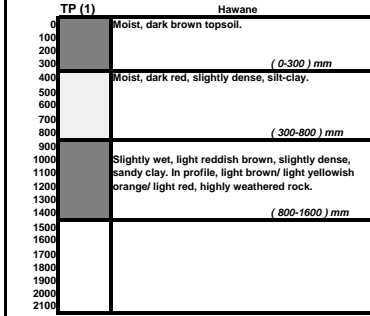 TP (1) Hawane
0 Moist, dark brown topsoil.
100
200
300 ( 0-300 ) mm
400 Moist, dark red, slightly dense, silt-clay.
500
600
700
800 ( 300-800 ) mm
900
1000 Slightly wet, light reddish brown, slightly dense,
1100 sandy clay. In profile, light brown/ light yellowish
1200 orange/ light red, highly weathered rock.
1300
1400 ( 800-1600 ) mm
1500
1600
1700
1800
1900
2000
2100